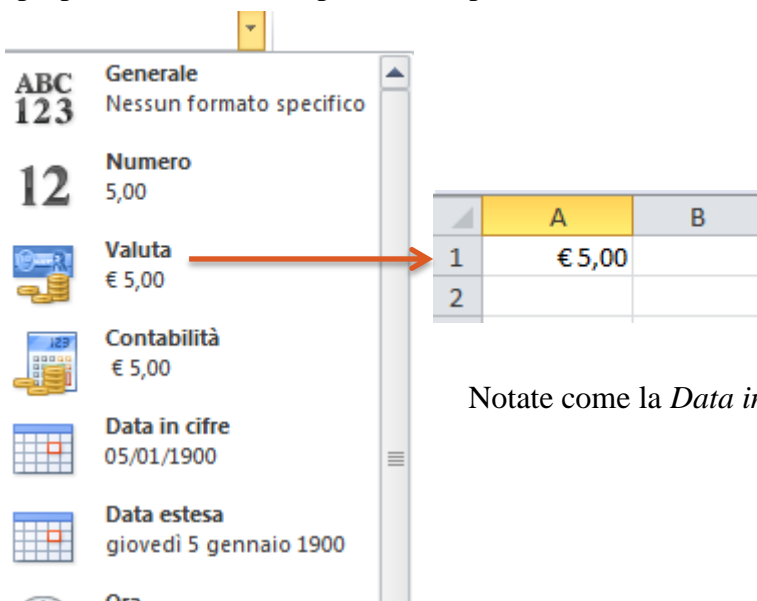 ABC
123
Generale
Nessun formato specifico
12
Numero
5,00
Valuta
€ 5,00
123
Contabilità
€ 5,00
Data in cifre
05/01/1900
Data estesa
giovedì 5 gennaio 1900
A B
1 € 5,00
2
Notate come la Data